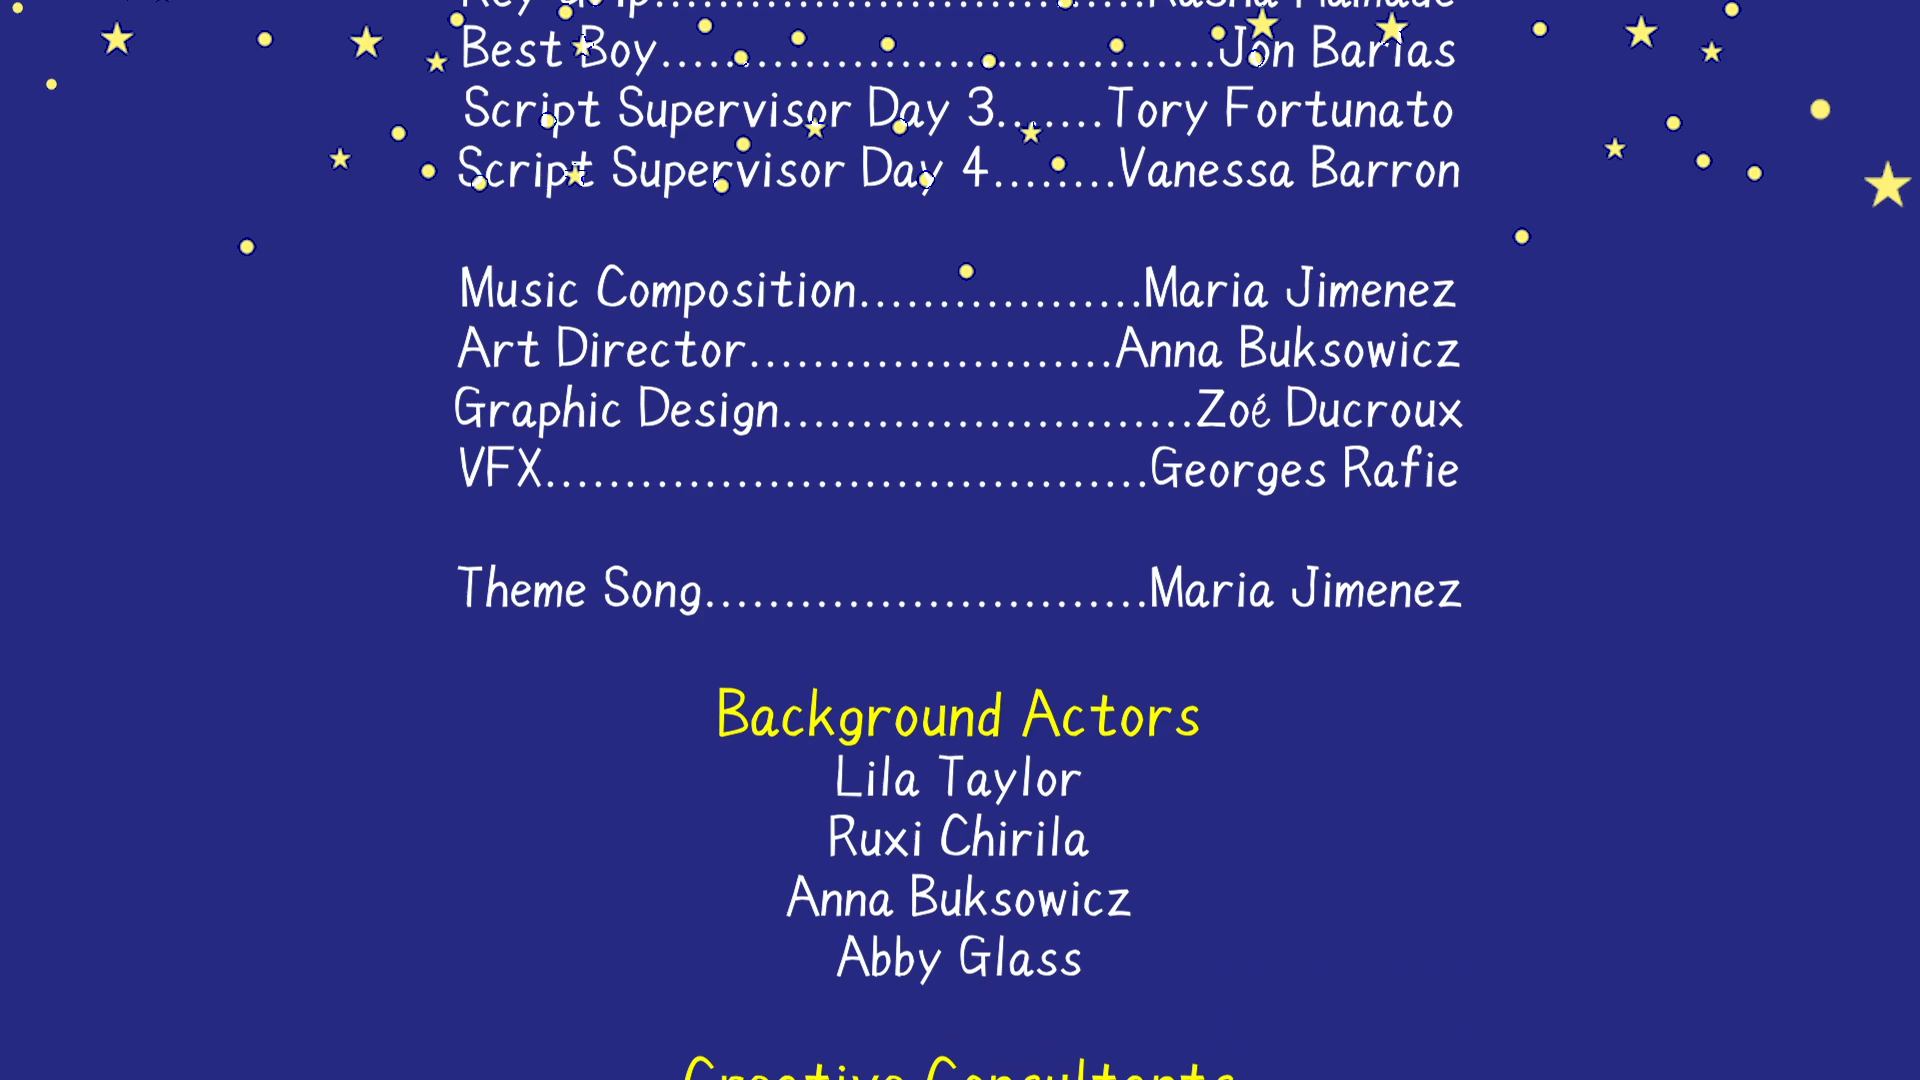 Best Boy...................................Jon Barias
Script Supervisor Day 3.......Tory Fortunato
Script Supervisor Day 4........Vanessa Barron
Music Composition..................Maria Jimenez
Art Director.......................Anna Buksowicz
Graphic Design..........................Zoé Ducroux
VFX......................................Georges Rafie
Theme Song............................Maria Jimenez
Background Actors
Lila Taylor
Ruxi Chirila
Anna Buksowicz
Abby Glass
Creative Consultants